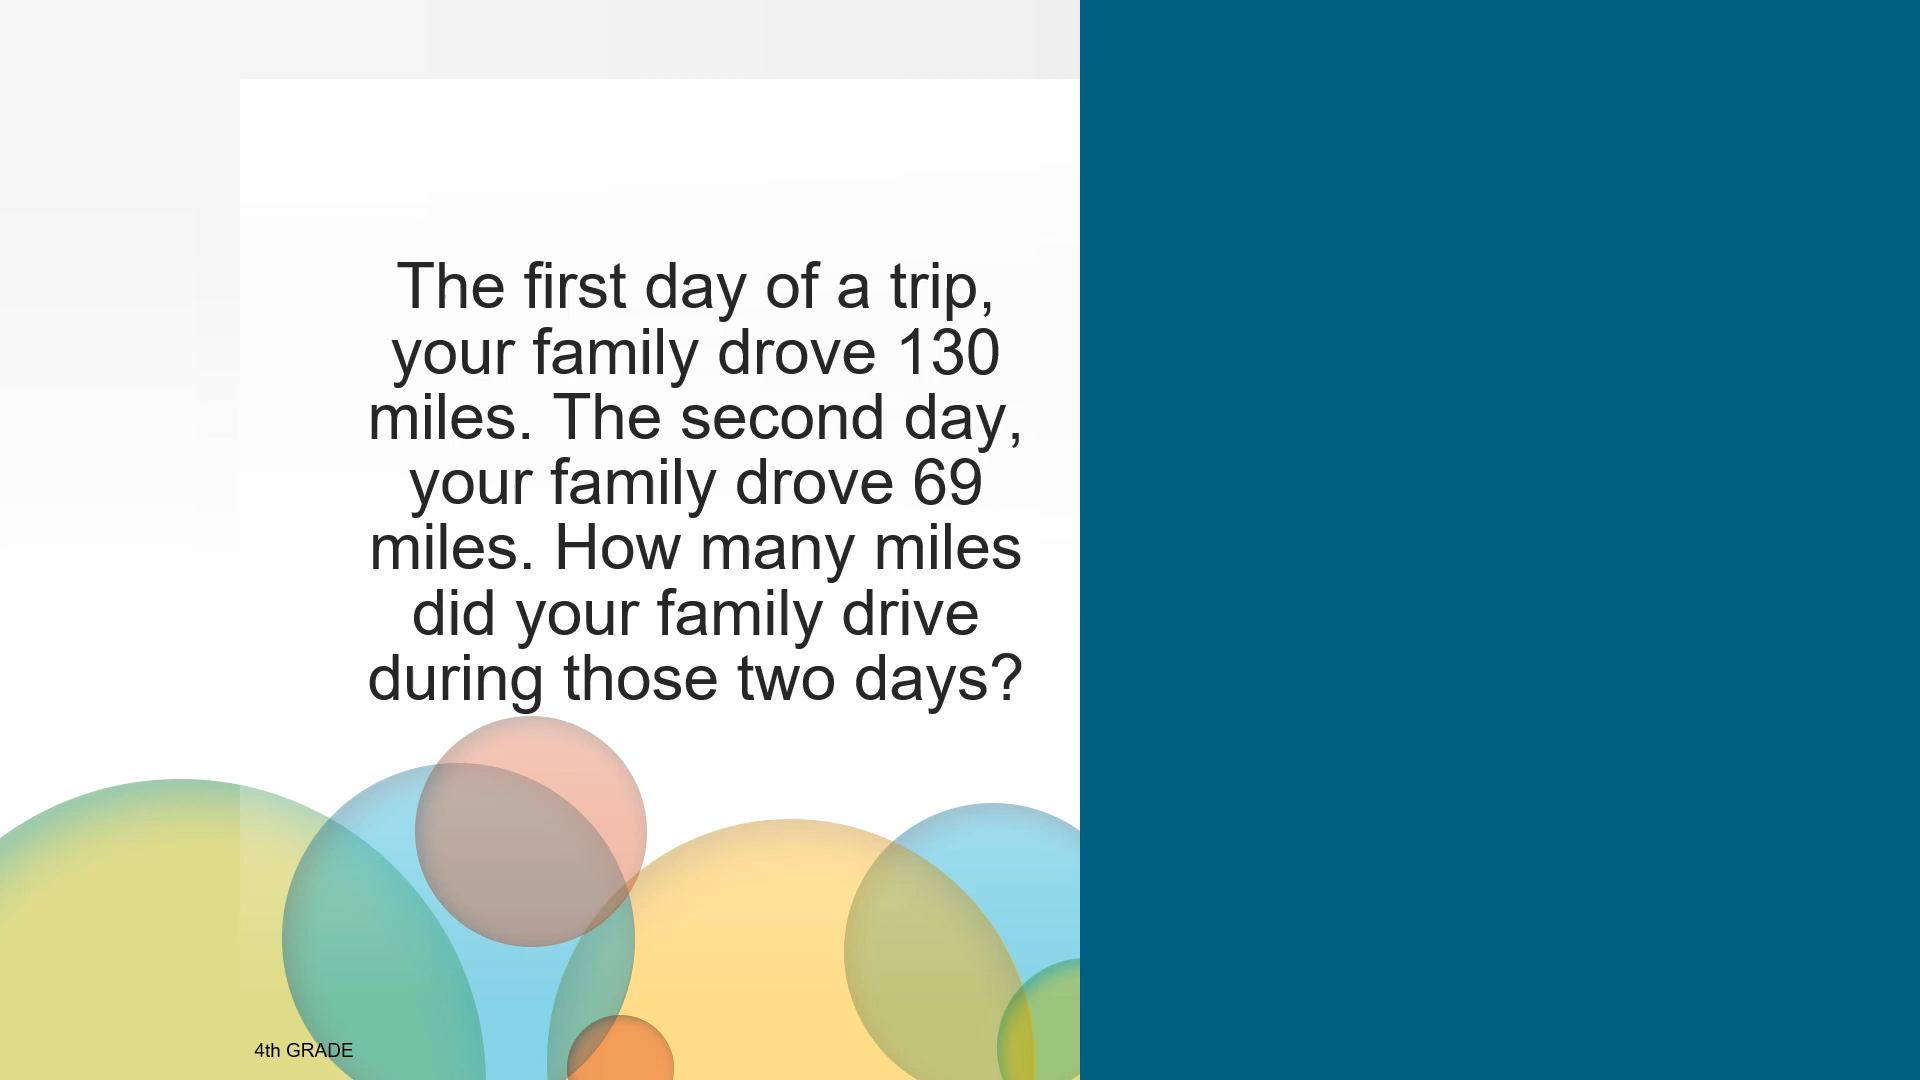 The first day of a trip,
your family drove 130
miles. The second day,
your family drove 69
miles. How many miles
did your family drive
during those two days?
4th GRADE